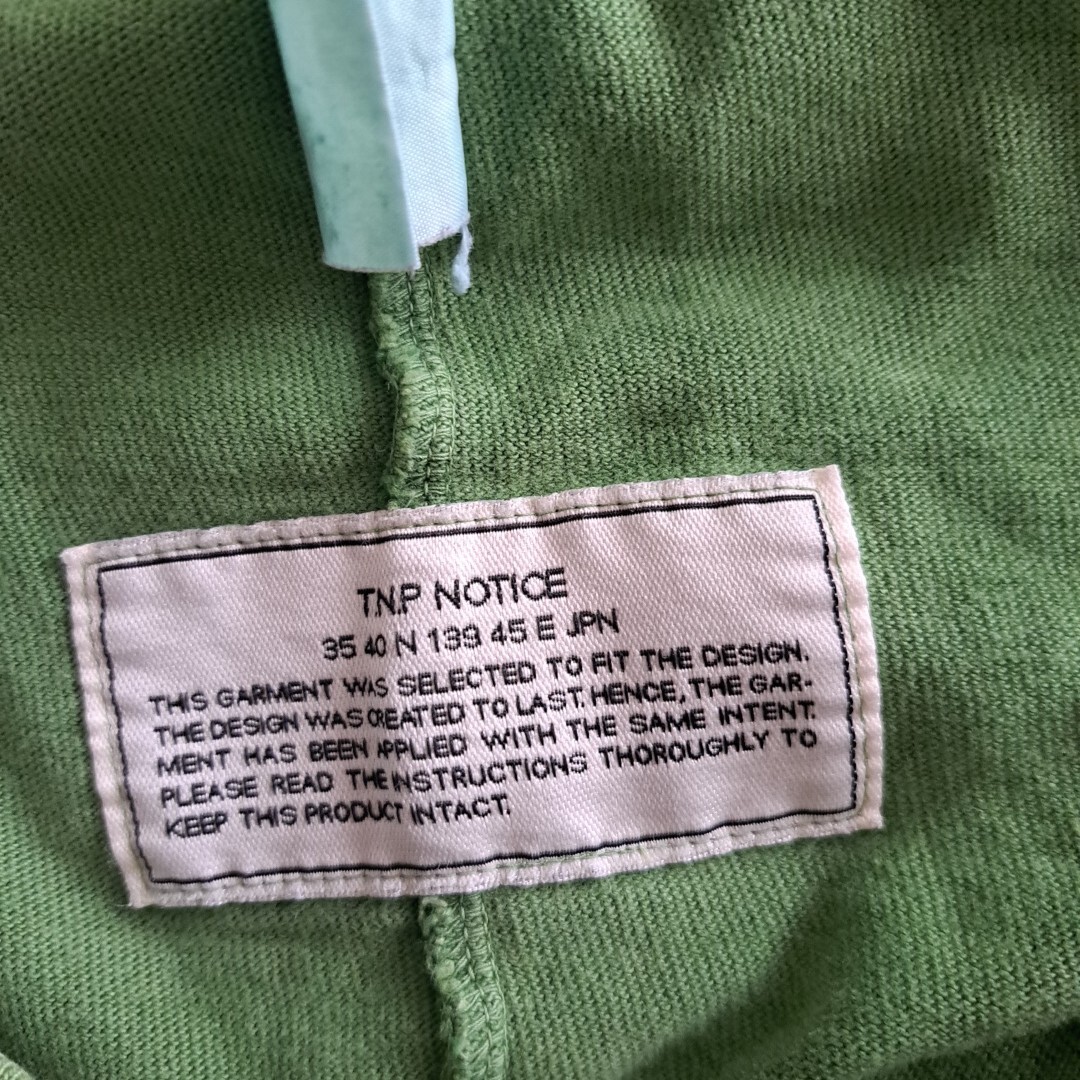 T.N.P NOTICE
35 40 N 139 45 E JPN
THIS GARMENT WAS SELECTED TO FIT THE DESIGN.
THE DESIGN WAS CREATED TO LAST. HENCE, THE GAR-
MENT HAS BEEN APPLIED WITH THE SAME INTENT.
PLEASE READ THE INSTRUCTIONS THOROUGHLY TO
KEEP THIS PRODUCT INTACT.